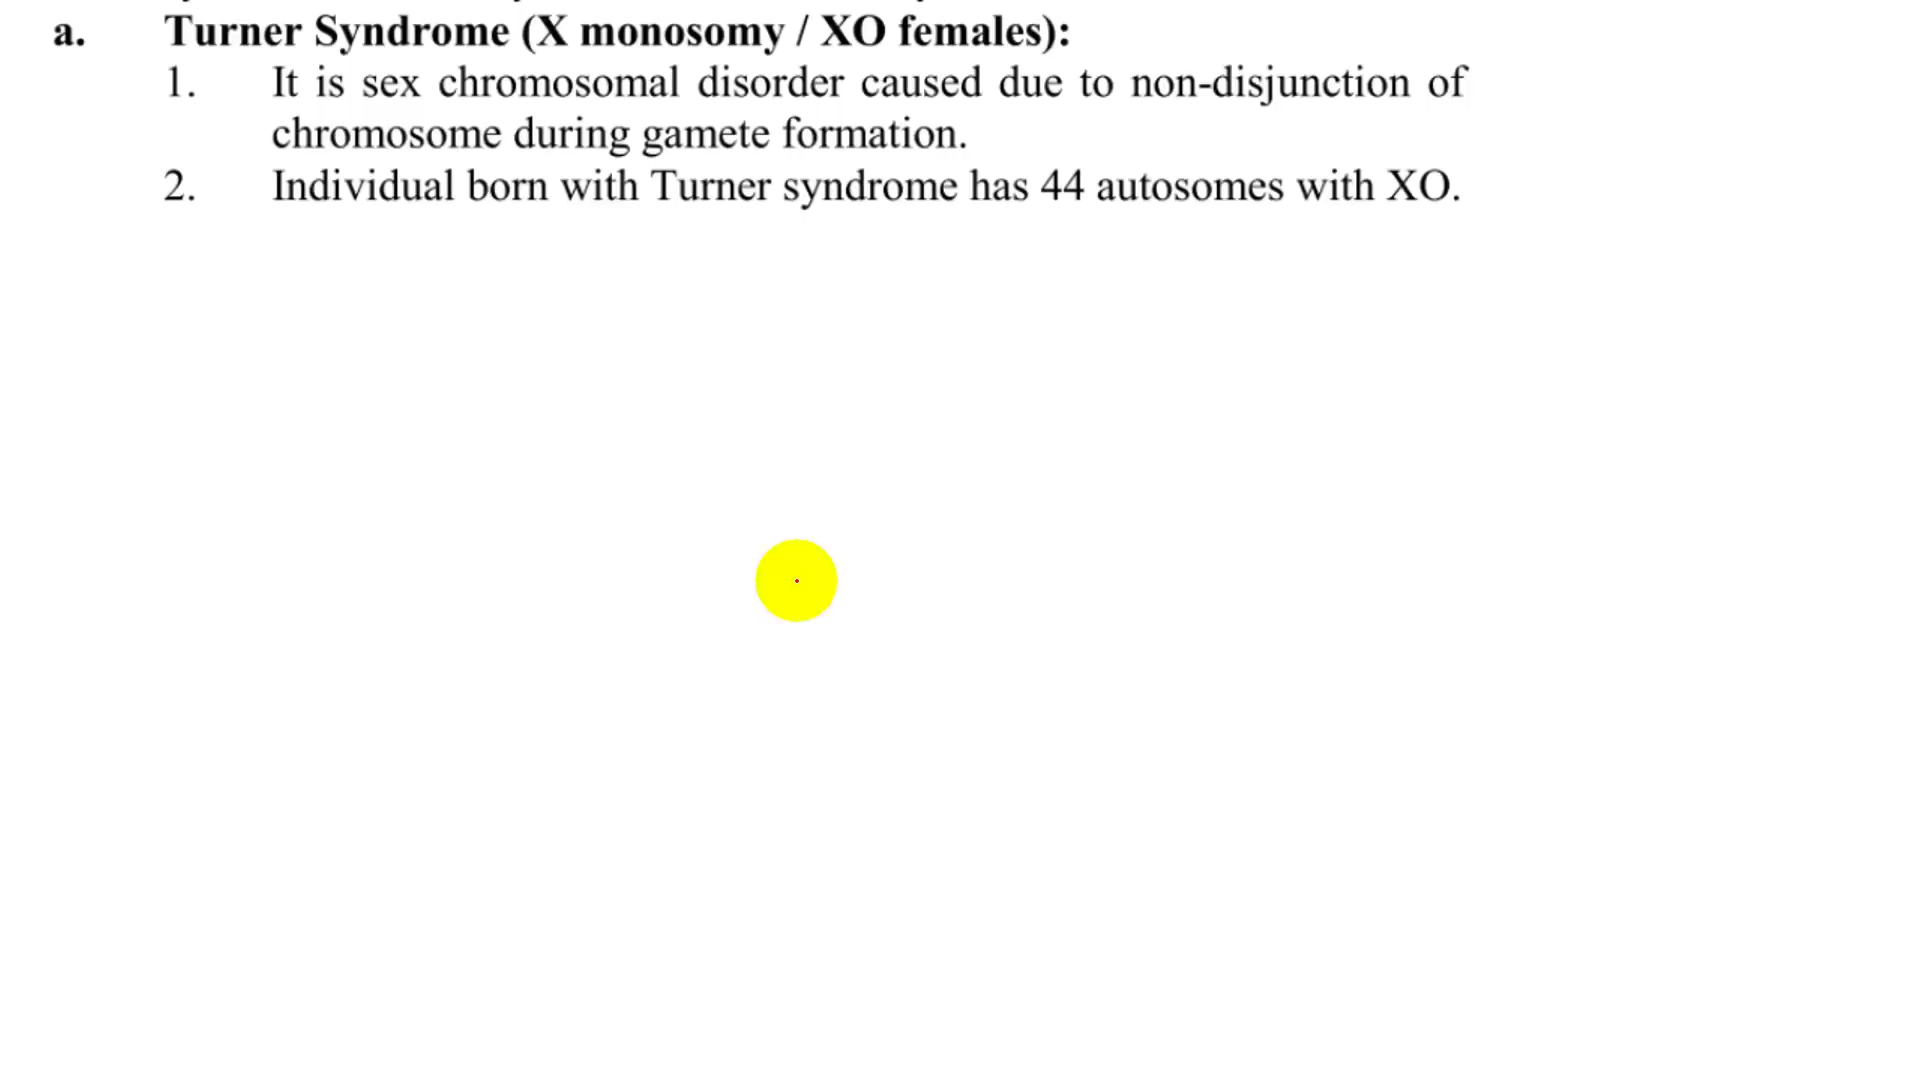 a. Turner Syndrome (X monosomy / XO females):
1. It is sex chromosomal disorder caused due to non-disjunction of
chromosome during gamete formation.
2. Individual born with Turner syndrome has 44 autosomes with XO.